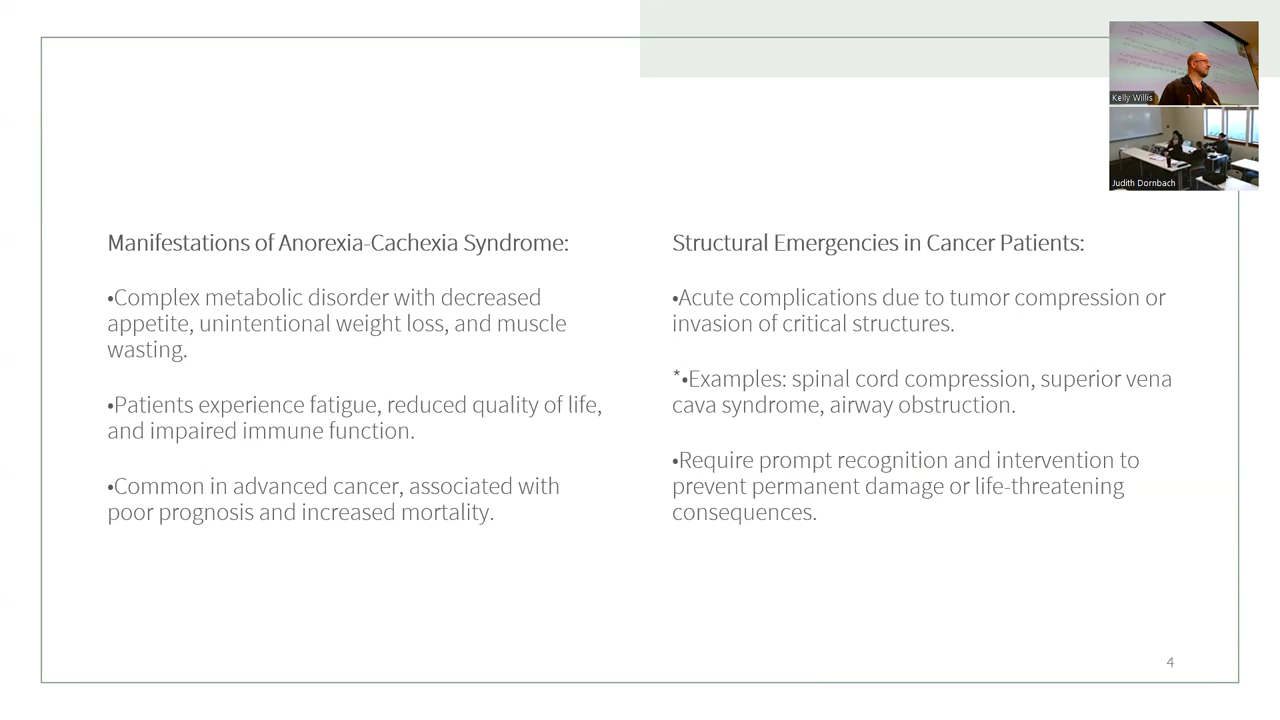 Kelly Willis
Judith Dornbach
Manifestations of Anorexia-Cachexia Syndrome:
•Complex metabolic disorder with decreased
appetite, unintentional weight loss, and muscle
wasting.
•Patients experience fatigue, reduced quality of life,
and impaired immune function.
•Common in advanced cancer, associated with
poor prognosis and increased mortality.
Structural Emergencies in Cancer Patients:
•Acute complications due to tumor compression or
invasion of critical structures.
*•Examples: spinal cord compression, superior vena
cava syndrome, airway obstruction.
•Require prompt recognition and intervention to
prevent permanent damage or life-threatening
consequences.
4